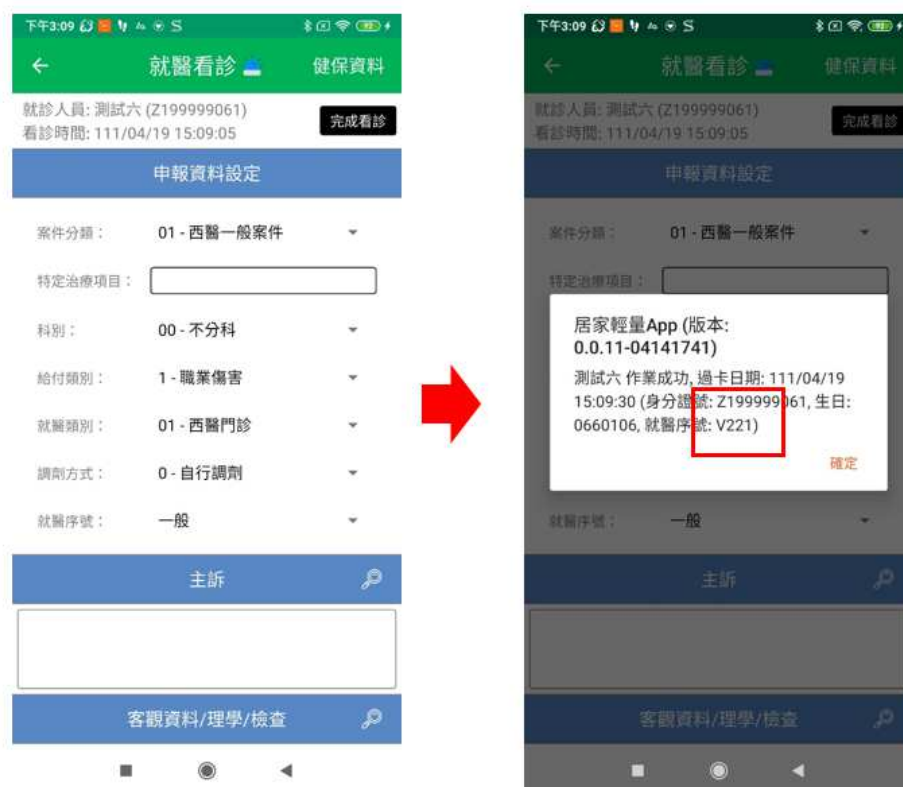 下午3:09
就醫看診
健保資料
就診人員: 測試六 (Z199999061)
看診時間: 111/04/19 15:09:05
完成看診
申報資料設定
案件分類：
01 - 西醫一般案件
特定治療項目：
科別：
00 - 不分科
給付類別：
1 - 職業傷害
就醫類別：
01 - 西醫門診
調劑方式：
0 - 自行調劑
就醫序號：
一般
主訴
客觀資料/理學/檢查
下午3:09
就醫看診
健保資料
就診人員: 測試六 (Z199999061)
看診時間: 111/04/19 15:09:05
完成看診
申報資料設定
案件分類：
01 - 西醫一般案件
特定治療項目：
居家輕量App (版本:
0.0.11-04141741)
測試六 作業成功, 過卡日期: 111/04/19
15:09:30 (身分證號: Z199999061, 生日:
0660106, 就醫序號: V221)
確定
就醫序號：
一般
主訴
客觀資料/理學/檢查